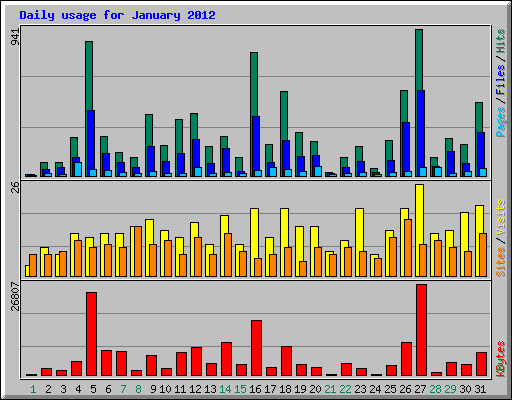 Daily usage for January 2012
941
Pages / Files / Hits
26
Sites / Visits
26807
KBytes
1 2 3 4 5 6 7 8 9 10 11 12 13 14 15 16 17 18 19 20 21 22 23 24 25 26 27 28 29 30 31